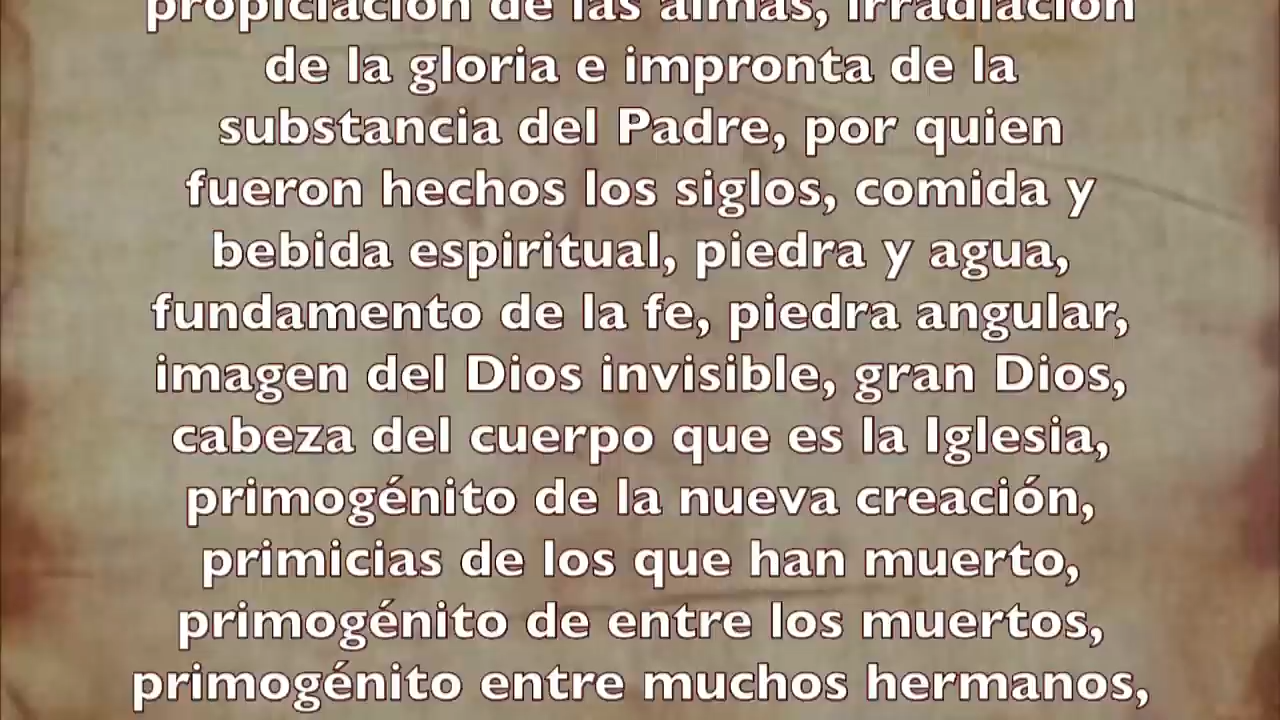 propiciación de las almas, irradiación
de la gloria e impronta de la
substancia del Padre, por quien
fueron hechos los siglos, comida y
bebida espiritual, piedra y agua,
fundamento de la fe, piedra angular,
imagen del Dios invisible, gran Dios,
cabeza del cuerpo que es la Iglesia,
primogénito de la nueva creación,
primicias de los que han muerto,
primogénito de entre los muertos,
primogénito entre muchos hermanos,